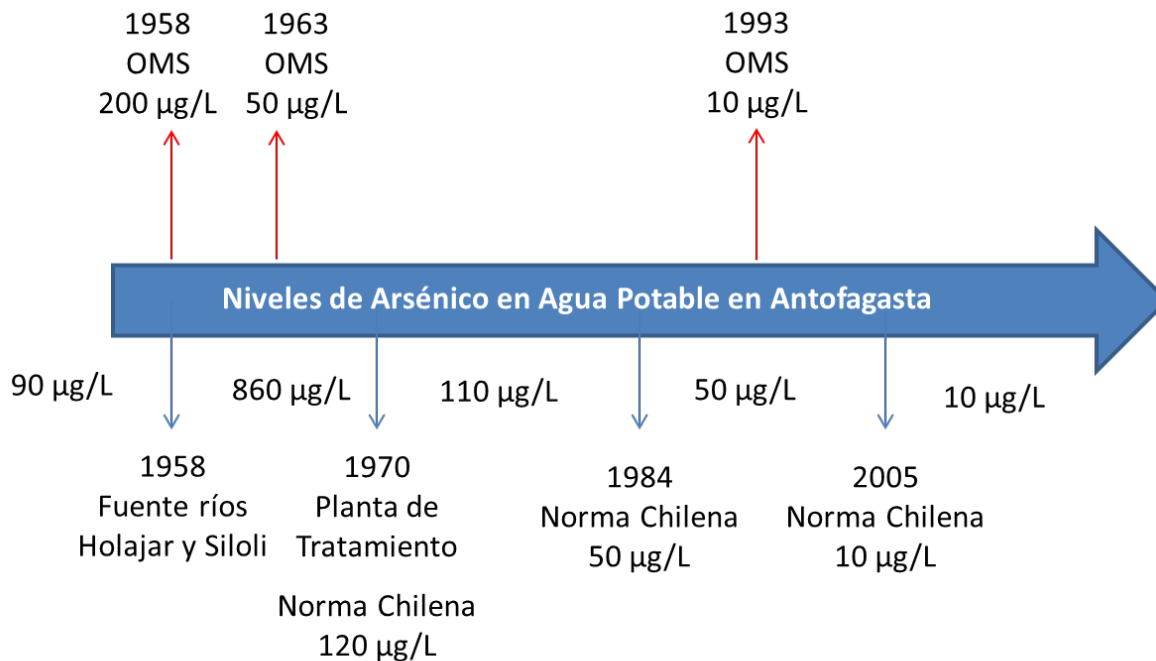 1958
OMS
200 µg/L
1963
OMS
50 µg/L
1993
OMS
10 µg/L
Niveles de Arsénico en Agua Potable en Antofagasta
90 µg/L
860 µg/L
110 µg/L
50 µg/L
10 µg/L
1958
Fuente ríos
Holajar y Siloli
1970
Planta de
Tratamiento
Norma Chilena
120 µg/L
1984
Norma Chilena
50 µg/L
2005
Norma Chilena
10 µg/L